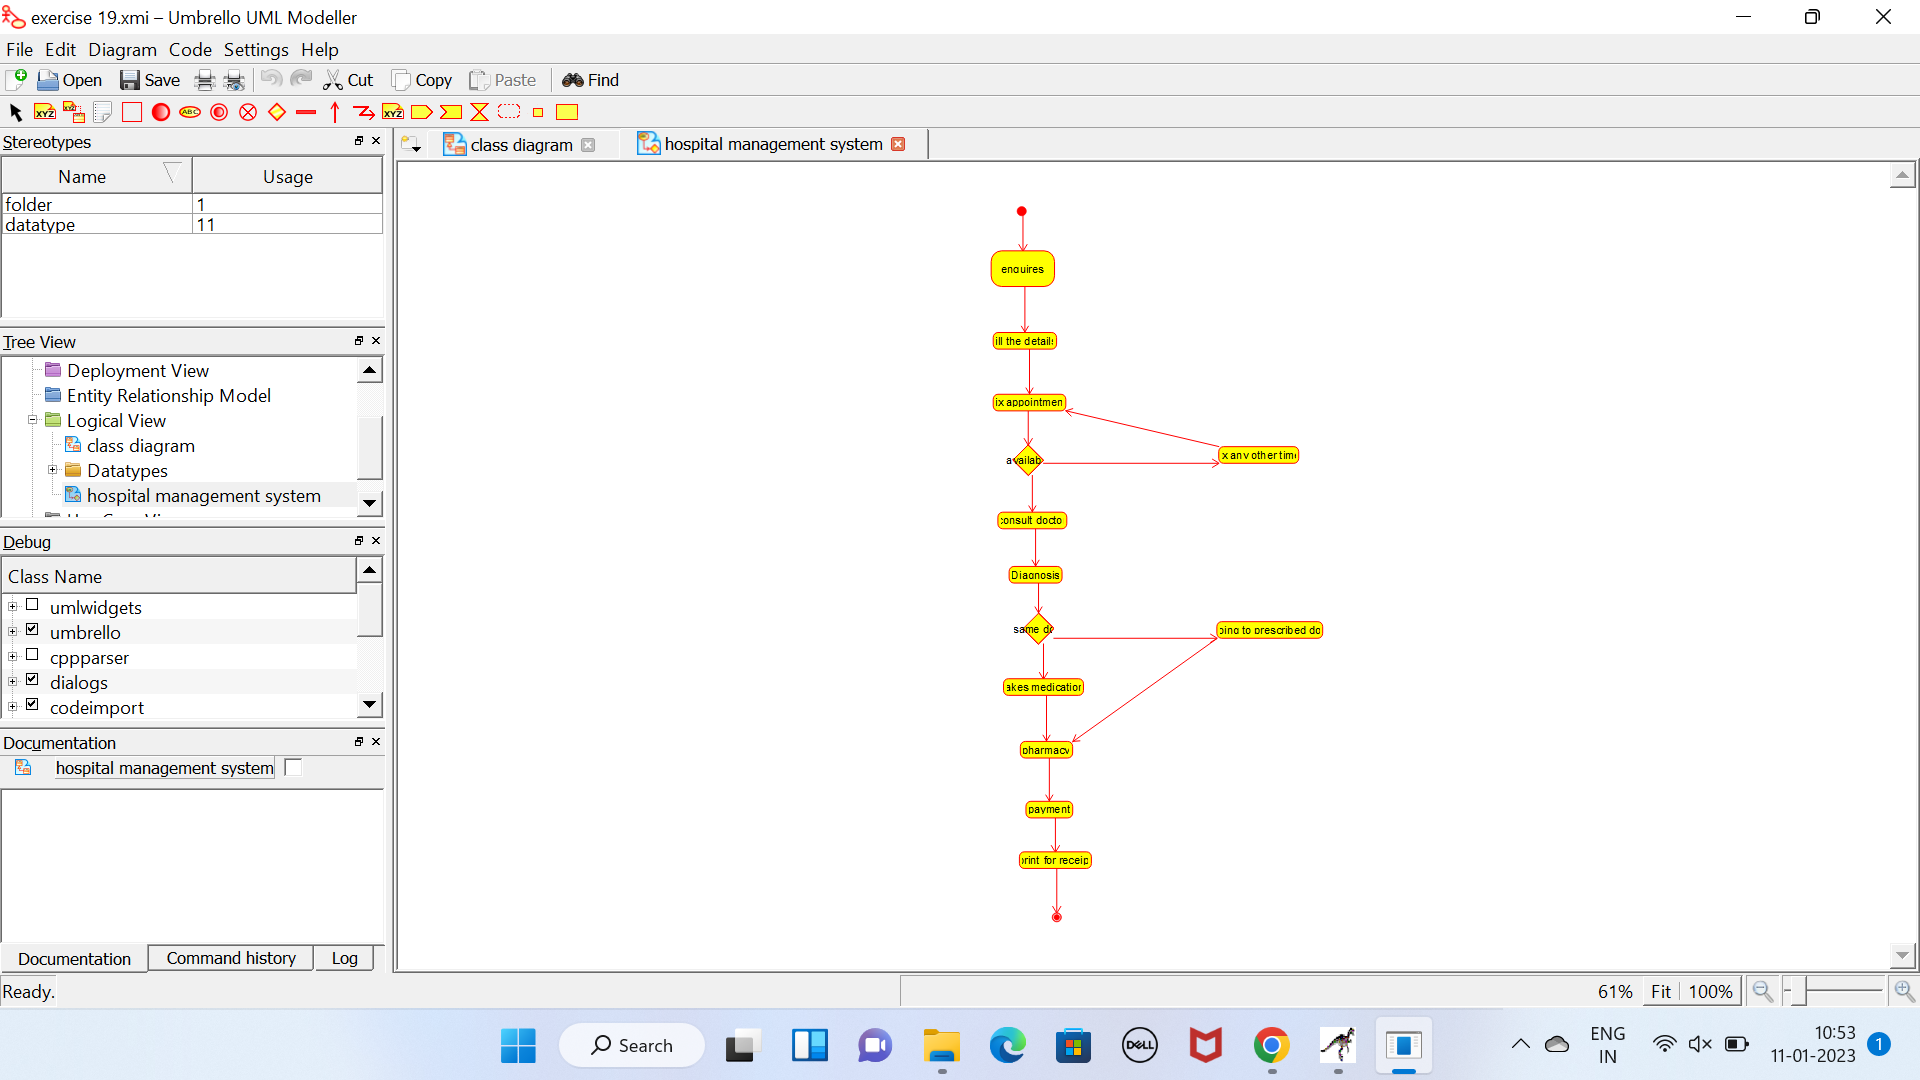 exercise 19.xmi – Umbrello UML Modeller
File Edit Diagram Code Settings Help
Open Save Cut Copy Paste Find
Stereotypes
class diagram
hospital management system
Name Usage
folder 1
datatype 11
Tree View
Deployment View
Entity Relationship Model
Logical View
class diagram
Datatypes
hospital management system
Debug
Class Name
umlwidgets
umbrello
cppparser
dialogs
codeimport
Documentation
hospital management system
Documentation Command history Log
enquires
ill the details
ix appointmen
availab
x any other time
consult docto
Diagnosis
same do
oing to prescribed do
akes medication
pharmacy
payment
print for receip
Ready.
61% Fit 100%
Search
DELL
ENG
IN
10:53
11-01-2023
1